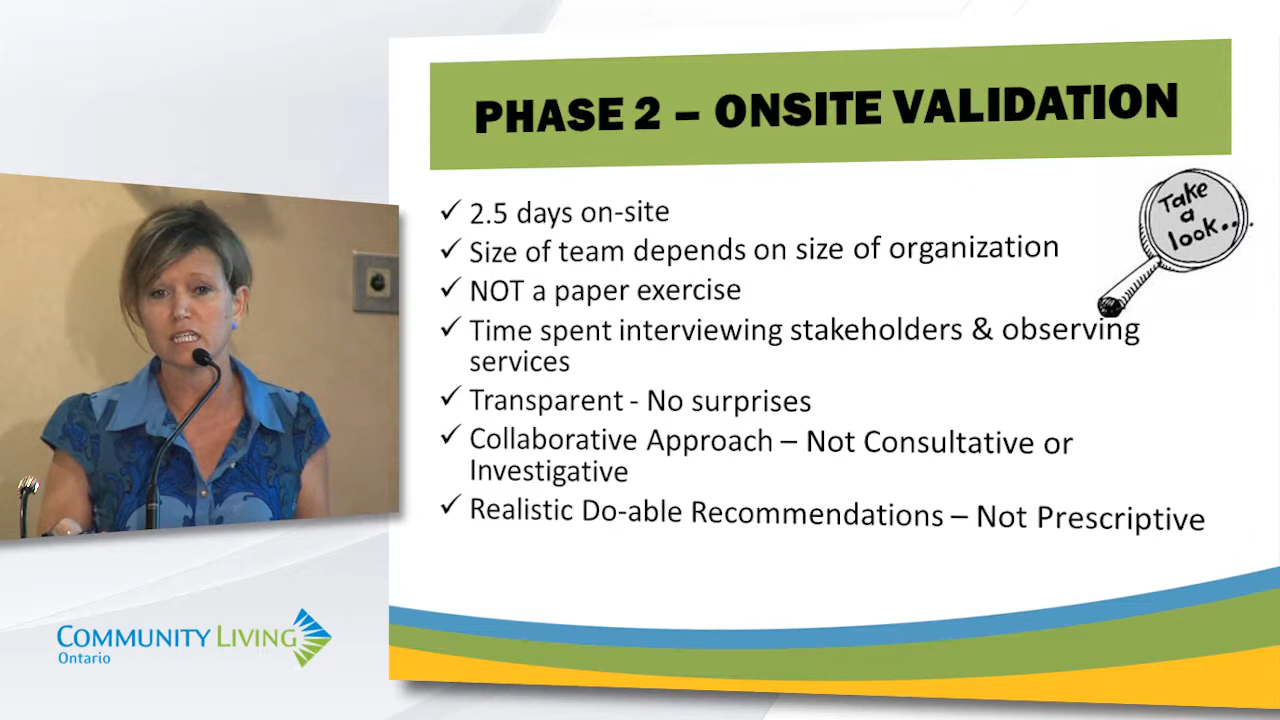 PHASE 2 – ONSITE VALIDATION
✓ 2.5 days on-site
✓ Size of team depends on size of organization
✓ NOT a paper exercise
✓ Time spent interviewing stakeholders & observing
services
✓ Transparent - No surprises
✓ Collaborative Approach – Not Consultative or
Investigative
✓ Realistic Do-able Recommendations – Not Prescriptive
Take
a
look..
COMMUNITY LIVING
Ontario